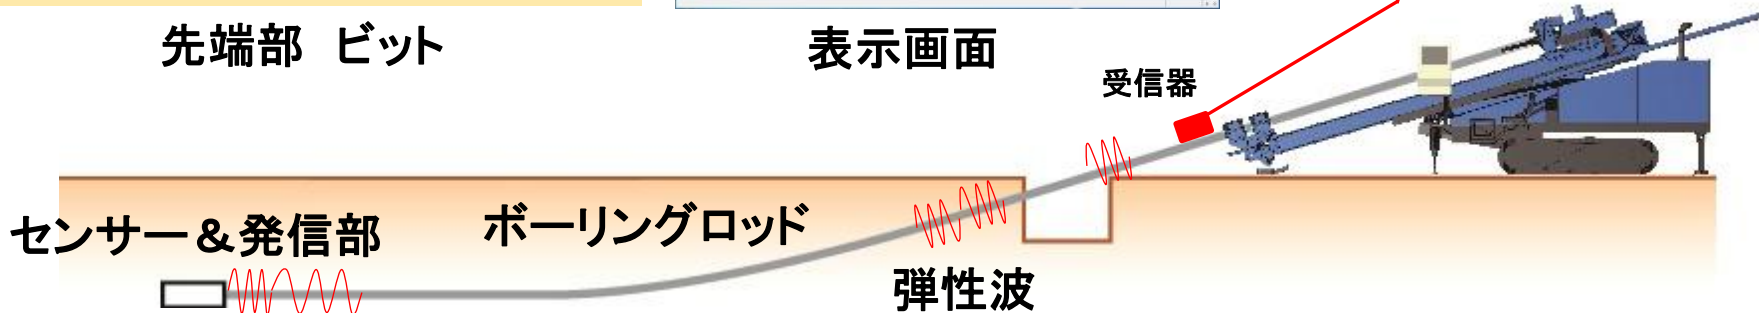 先端部 ビット
表示画面
受信器
センサー＆発信部
ボーリングロッド
弾性波